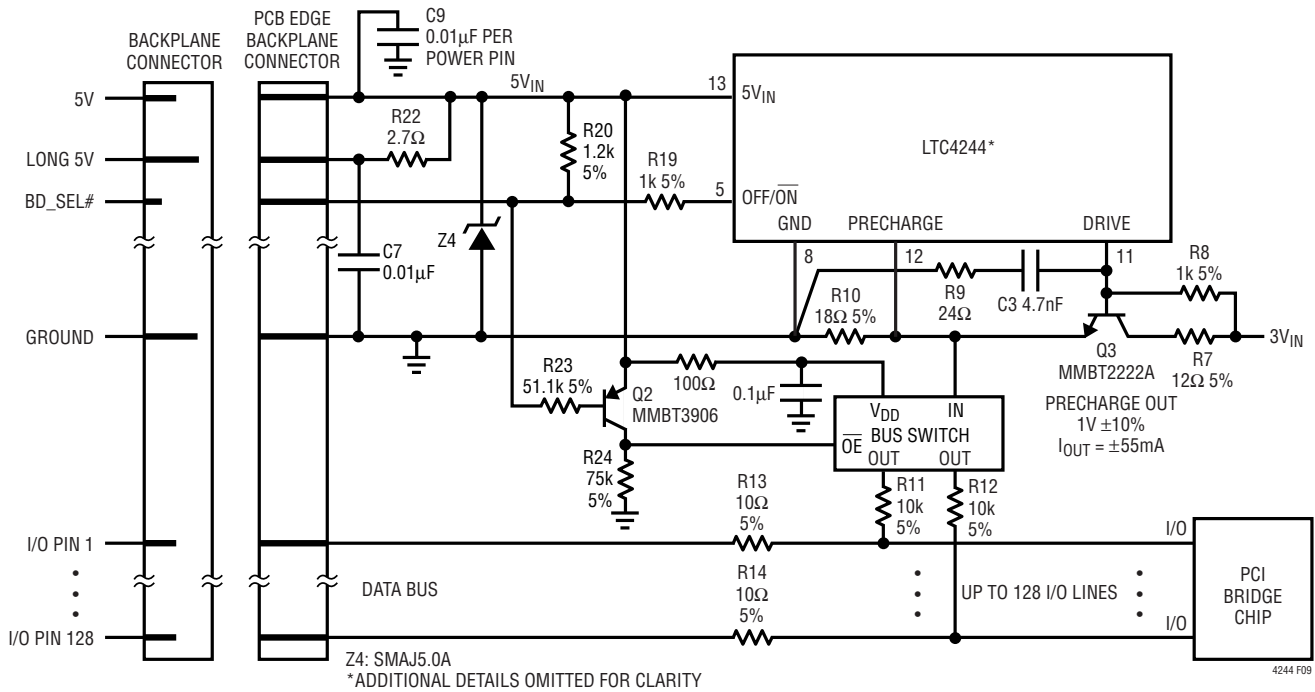 BACKPLANE
CONNECTOR
PCB EDGE
BACKPLANE
CONNECTOR
C9
0.01µF PER
POWER PIN
5V
LONG 5V
BD_SEL#
GROUND
I/O PIN 1
I/O PIN 128
5VIN
R22
2.7Ω
C7
0.01µF
Z4
R20
1.2k
5%
R19
1k 5%
13
5VIN
LTC4244*
5
OFF/ON
GND
PRECHARGE
DRIVE
8
12
11
R9
24Ω
C3 4.7nF
R8
1k 5%
R10
18Ω 5%
Q3
MMBT2222A
R7
12Ω 5%
3VIN
PRECHARGE OUT
1V ±10%
IOUT = ±55mA
R23
51.1k 5%
Q2
MMBT3906
100Ω
0.1µF
VDD
IN
BUS SWITCH
OE
OUT
OUT
R24
75k
5%
R13
10Ω
5%
R11
10k
5%
R12
10k
5%
R14
10Ω
5%
DATA BUS
UP TO 128 I/O LINES
I/O
I/O
PCI
BRIDGE
CHIP
Z4: SMAJ5.0A
*ADDITIONAL DETAILS OMITTED FOR CLARITY
4244 F09